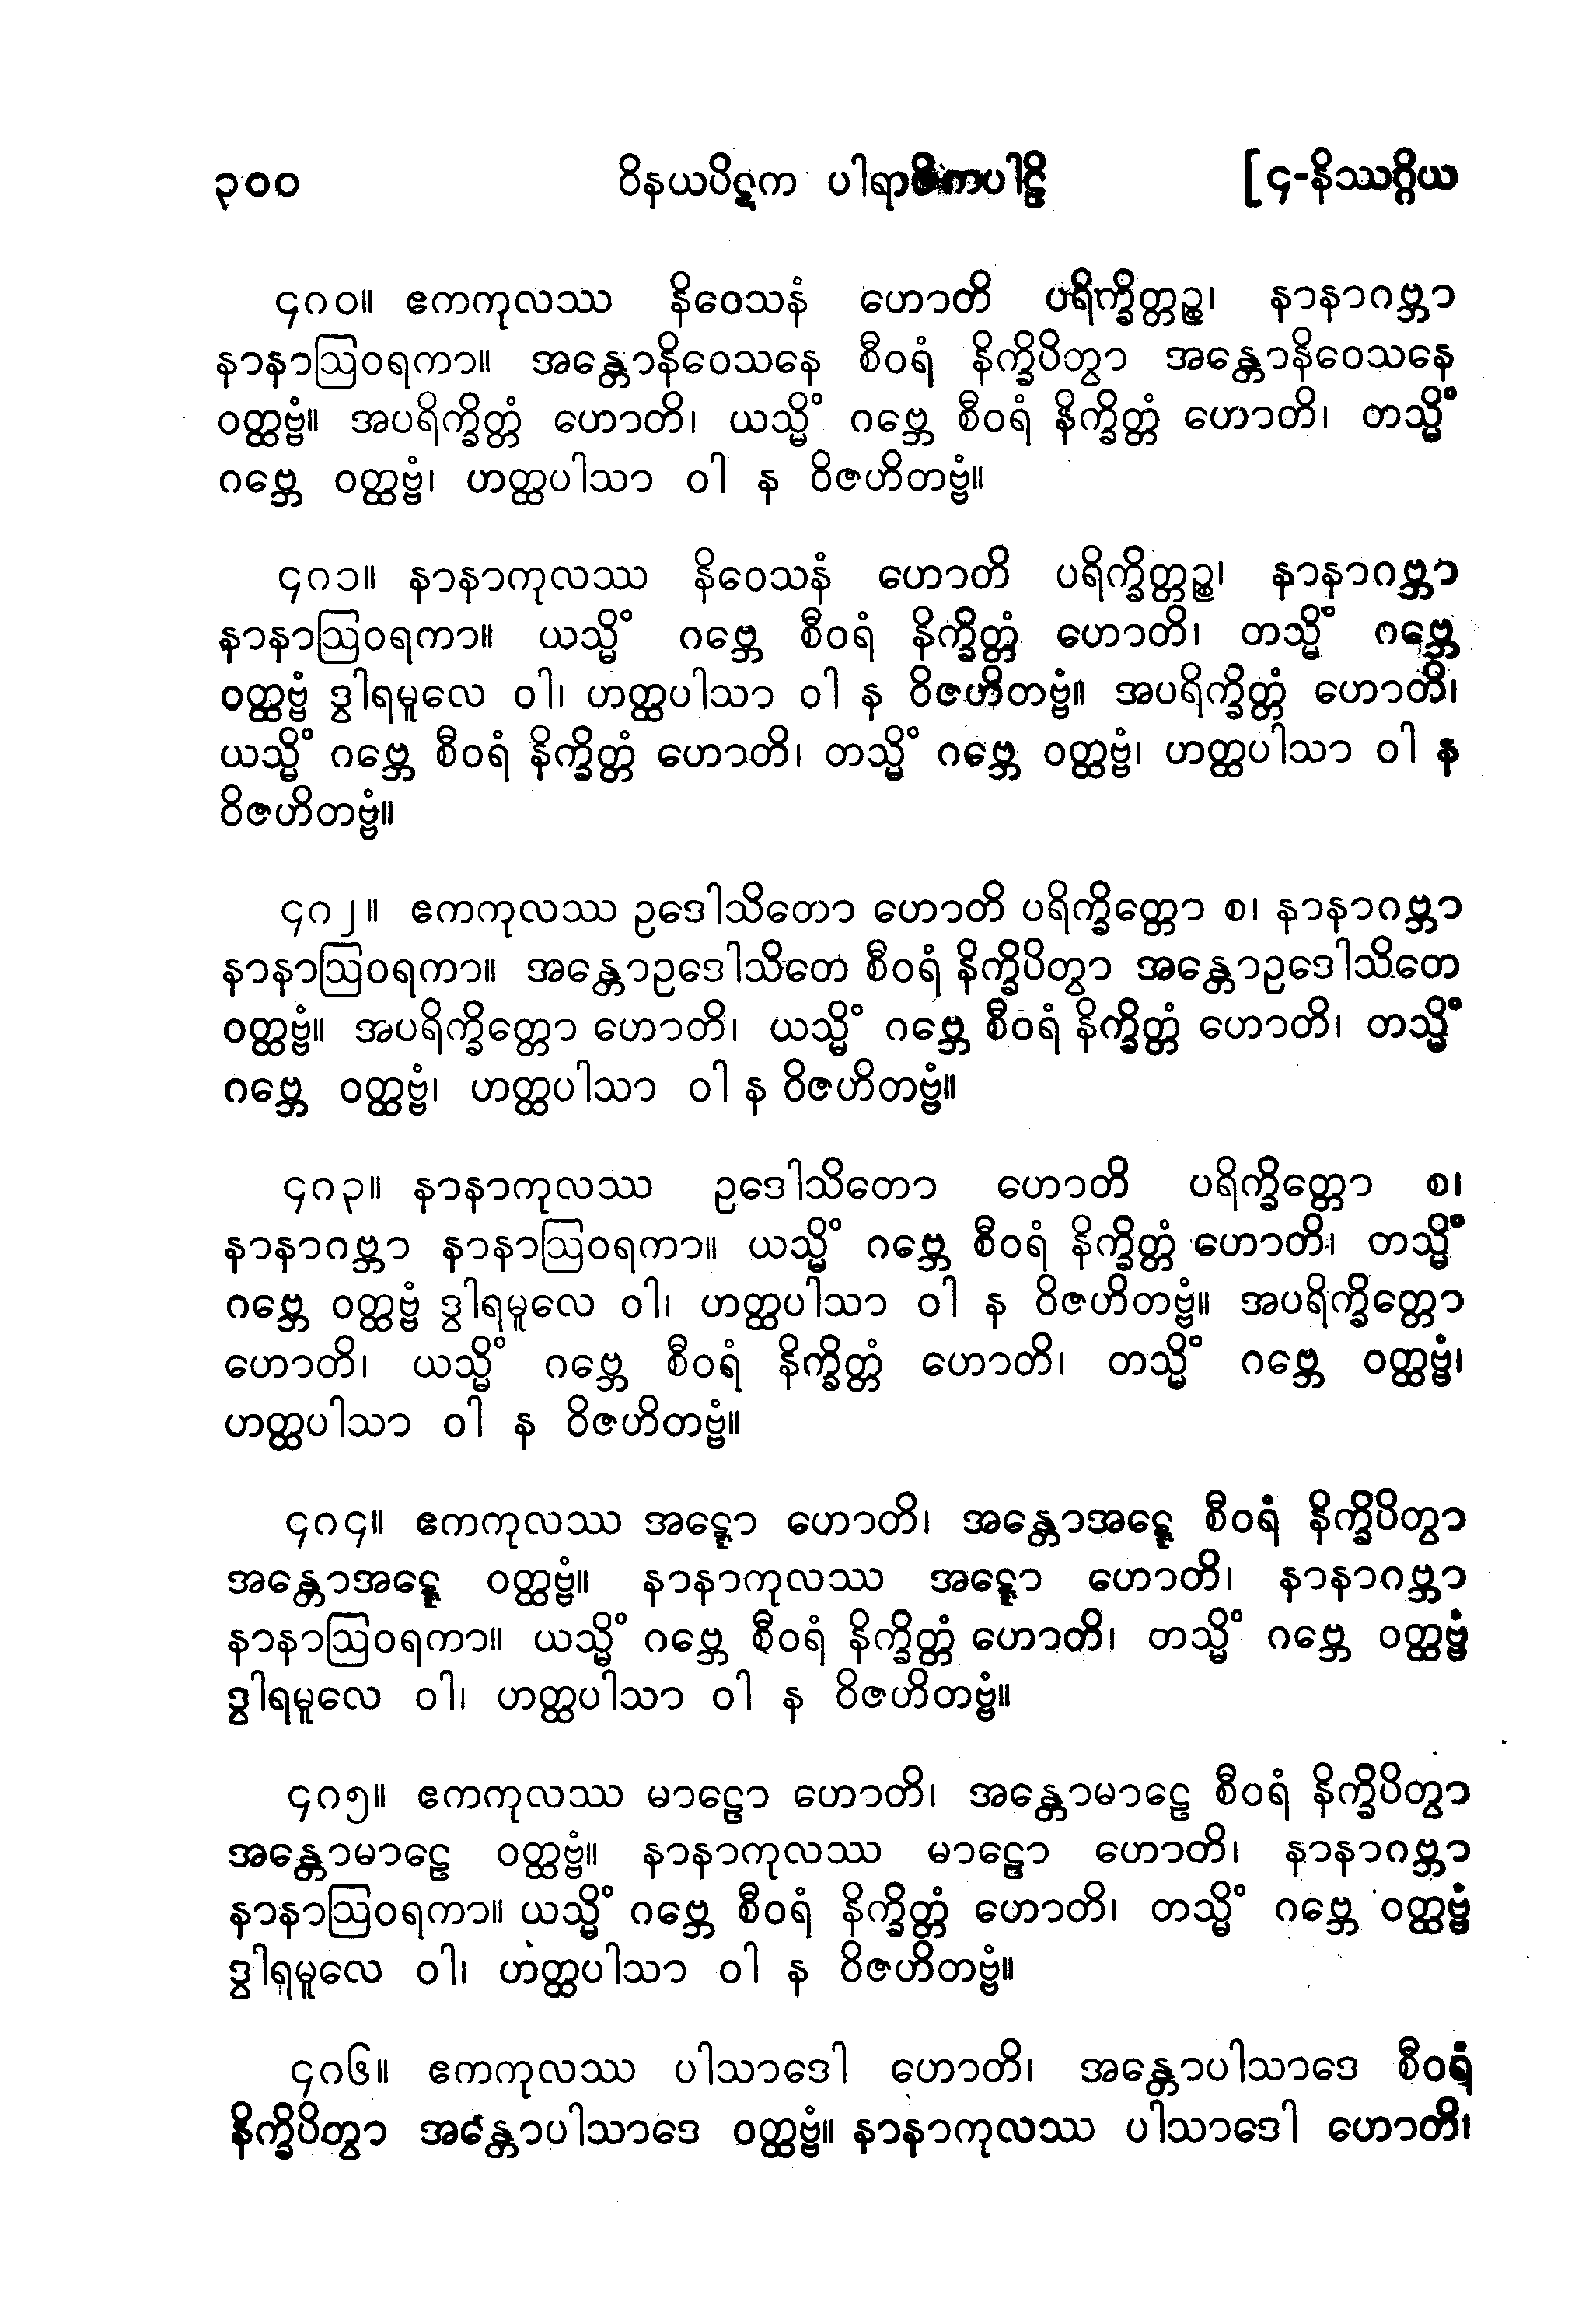 ၃၀၀ ဝိနယပိဋက ပါရာဇိကပါဠိ [၄-နိဿဂ္ဂိယ
၄ဂ၀။ ဧကကုလဿ နိဝေသနံ ဟောတိ ပရိက္ခိတ္တဉ္စ၊ နာနာဂဗ္ဘာ
နာနာဩဝရကာ။ အန္တောနိဝေသနေ စီဝရံ နိက္ခိပိတွာ အန္တောနိဝေသနေ
ဝတ္ထဗ္ဗံ။ အပရိက္ခိတ္တံ ဟောတိ၊ ယသ္မိံ ဂဗ္ဘေ စီဝရံ နိက္ခိတ္တံ ဟောတိ၊ တသ္မိံ
ဂဗ္ဘေ ဝတ္ထဗ္ဗံ၊ ဟတ္ထပါသာ ဝါ န ဝိဇဟိတဗ္ဗံ။
၄ဂ၁။ နာနာကုလဿ နိဝေသနံ ဟောတိ ပရိက္ခိတ္တဉ္စ၊ နာနာဂဗ္ဘာ
နာနာဩဝရကာ။ ယသ္မိံ ဂဗ္ဘေ စီဝရံ နိက္ခိတ္တံ ဟောတိ၊ တသ္မိံ ဂဗ္ဘေ
ဝတ္ထဗ္ဗံ ဒွါရမူလေ ဝါ၊ ဟတ္ထပါသာ ဝါ န ဝိဇဟိတဗ္ဗံ။ အပရိက္ခိတ္တံ ဟောတိ၊
ယသ္မိံ ဂဗ္ဘေ စီဝရံ နိက္ခိတ္တံ ဟောတိ၊ တသ္မိံ ဂဗ္ဘေ ဝတ္ထဗ္ဗံ၊ ဟတ္ထပါသာ ဝါ န
ဝိဇဟိတဗ္ဗံ။
၄ဂ၂။ ဧကကုလဿ ဥဒေါသိတော ဟောတိ ပရိက္ခိတ္တော စ၊ နာနာဂဗ္ဘာ
နာနာဩဝရကာ။ အန္တောဥဒေါသိတေ စီဝရံ နိက္ခိပိတွာ အန္တောဥဒေါသိတေ
ဝတ္ထဗ္ဗံ။ အပရိက္ခိတ္တော ဟောတိ၊ ယသ္မိံ ဂဗ္ဘေ စီဝရံ နိက္ခိတ္တံ ဟောတိ၊ တသ္မိံ
ဂဗ္ဘေ ဝတ္ထဗ္ဗံ၊ ဟတ္ထပါသာ ဝါ န ဝိဇဟိတဗ္ဗံ။
၄ဂ၃။ နာနာကုလဿ ဥဒေါသိတော ဟောတိ ပရိက္ခိတ္တော စ၊
နာနာဂဗ္ဘာ နာနာဩဝရကာ။ ယသ္မိံ ဂဗ္ဘေ စီဝရံ နိက္ခိတ္တံ ဟောတိ၊ တသ္မိံ
ဂဗ္ဘေ ဝတ္ထဗ္ဗံ ဒွါရမူလေ ဝါ၊ ဟတ္ထပါသာ ဝါ န ဝိဇဟိတဗ္ဗံ။ အပရိက္ခိတ္တော
ဟောတိ၊ ယသ္မိံ ဂဗ္ဘေ စီဝရံ နိက္ခိတ္တံ ဟောတိ၊ တသ္မိံ ဂဗ္ဘေ ဝတ္ထဗ္ဗံ၊
ဟတ္ထပါသာ ဝါ န ဝိဇဟိတဗ္ဗံ။
၄ဂ၄။ ဧကကုလဿ အဋ္ဋော ဟောတိ၊ အန္တောအဋ္ဋေ စီဝရံ နိက္ခိပိတွာ
အန္တောအဋ္ဋေ ဝတ္ထဗ္ဗံ။ နာနာကုလဿ အဋ္ဋော ဟောတိ၊ နာနာဂဗ္ဘာ
နာနာဩဝရကာ။ ယသ္မိံ ဂဗ္ဘေ စီဝရံ နိက္ခိတ္တံ ဟောတိ၊ တသ္မိံ ဂဗ္ဘေ ဝတ္ထဗ္ဗံ
ဒွါရမူလေ ဝါ၊ ဟတ္ထပါသာ ဝါ န ဝိဇဟိတဗ္ဗံ။
၄ဂ၅။ ဧကကုလဿ မာဠော ဟောတိ၊ အန္တောမာဠေ စီဝရံ နိက္ခိပိတွာ
အန္တောမာဠေ ဝတ္ထဗ္ဗံ။ နာနာကုလဿ မာဠော ဟောတိ၊ နာနာဂဗ္ဘာ
နာနာဩဝရကာ။ ယသ္မိံ ဂဗ္ဘေ စီဝရံ နိက္ခိတ္တံ ဟောတိ၊ တသ္မိံ ဂဗ္ဘေ ဝတ္ထဗ္ဗံ
ဒွါရမူလေ ဝါ၊ ဟတ္ထပါသာ ဝါ န ဝိဇဟိတဗ္ဗံ။
၄ဂ၆။ ဧကကုလဿ ပါသာဒေါ ဟောတိ၊ အန္တောပါသာဒေ စီဝရံ
နိက္ခိပိတွာ အန္တောပါသာဒေ ဝတ္ထဗ္ဗံ။ နာနာကုလဿ ပါသာဒေါ ဟောတိ၊